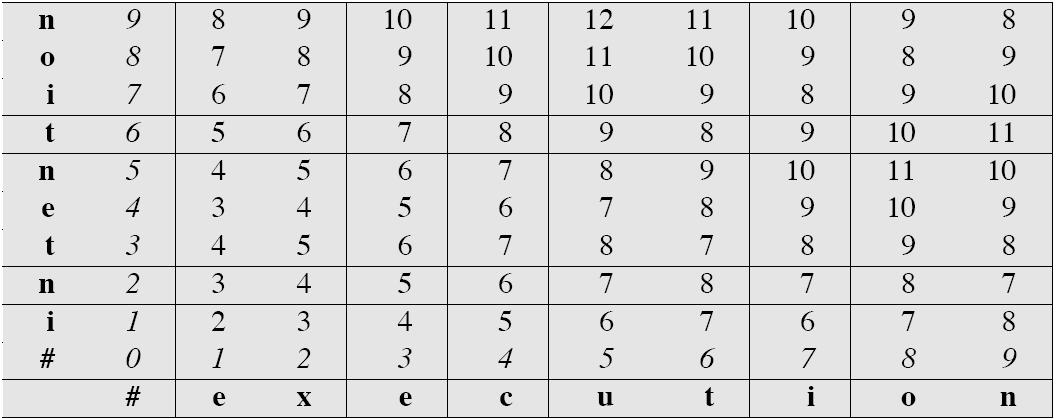 n 9 8 9 10 11 12 11 10 9 8
o 8 7 8 9 10 11 10 9 8 9
i 7 6 7 8 9 10 9 8 9 10
t 6 5 6 7 8 9 8 9 10 11
n 5 4 5 6 7 8 9 10 11 10
e 4 3 4 5 6 7 8 9 10 9
t 3 4 5 6 7 8 7 8 9 8
n 2 3 4 5 6 7 8 7 8 7
i 1 2 3 4 5 6 7 6 7 8
# 0 1 2 3 4 5 6 7 8 9
# e x e c u t i o n